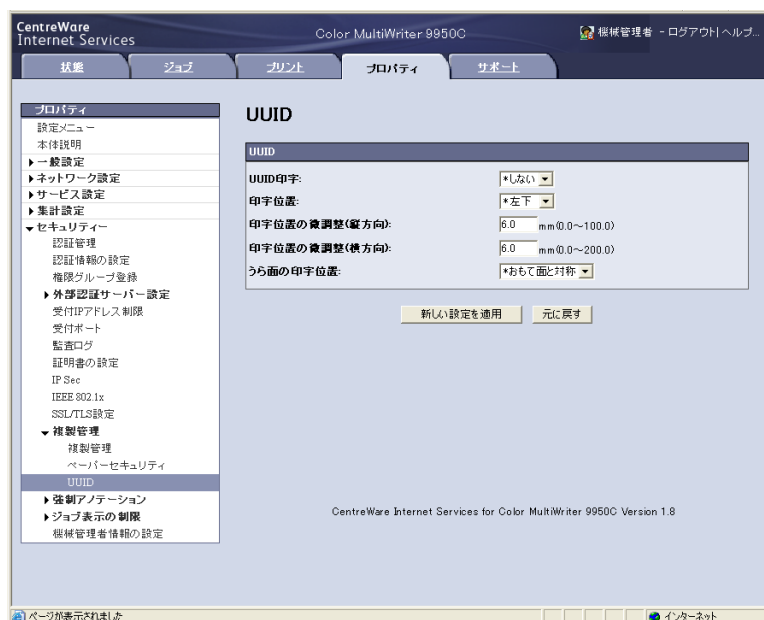 CentreWare
Internet Services
Color MultiWriter 9950C
機械管理者 - ログアウト| ヘルプ...
状態
ジョブ
プリント
プロパティ
サポート
プロパティ
設定メニュー
本体説明
一般設定
ネットワーク設定
サービス設定
集計設定
セキュリティー
認証管理
認証情報の設定
権限グループ登録
外部認証サーバー設定
受付IPアドレス制限
受付ポート
監査ログ
証明書の設定
IP Sec
IEEE 802.1x
SSL/TLS設定
複製管理
複製管理
ペーパーセキュリティ
UUID
強制アノテーション
ジョブ表示の制限
機械管理者情報の設定
UUID
UUID
UUID印字: *しない
印字位置: *左下
印字位置の微調整(縦方向): 6.0 mm(0.0～100.0)
印字位置の微調整(横方向): 6.0 mm(0.0～200.0)
うら面の印字位置: *おもて面と対称
新しい設定を適用 元に戻す
CentreWare Internet Services for Color MultiWriter 9950C Version 1.8
ページが表示されました
インターネット